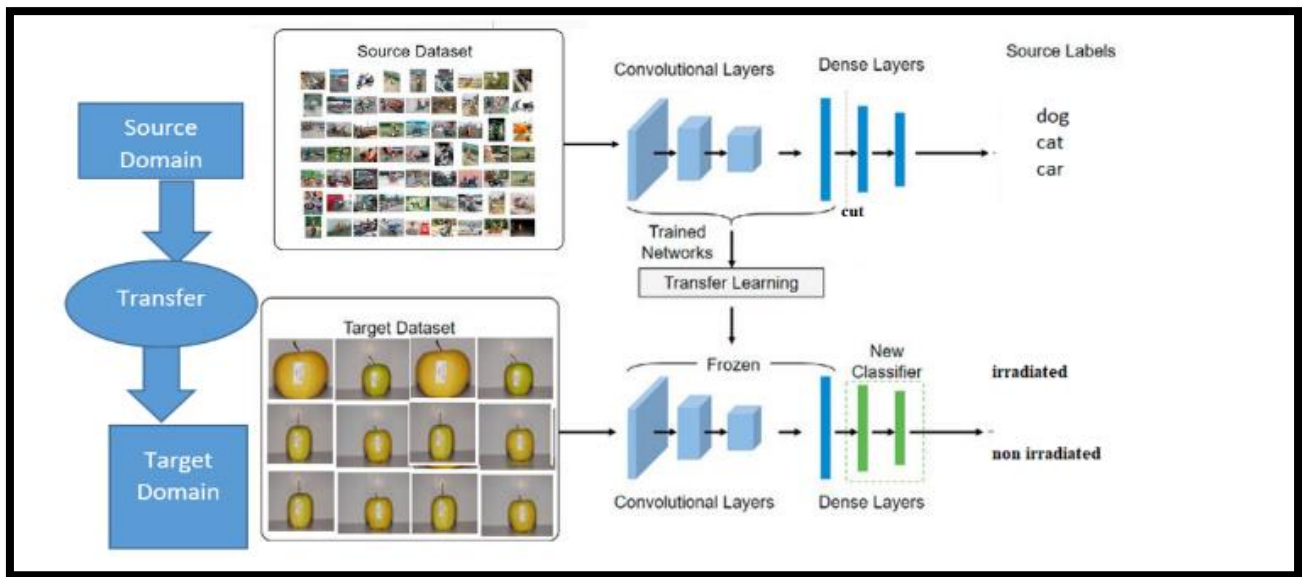 Source Dataset
Convolutional Layers
Dense Layers
Source Labels
Source
Domain
dog
cat
car
cut
Trained
Networks
Transfer Learning
Transfer
Target Dataset
Frozen
New
Classifier
irradiated
Target
Domain
non irradiated
Convolutional Layers
Dense Layers